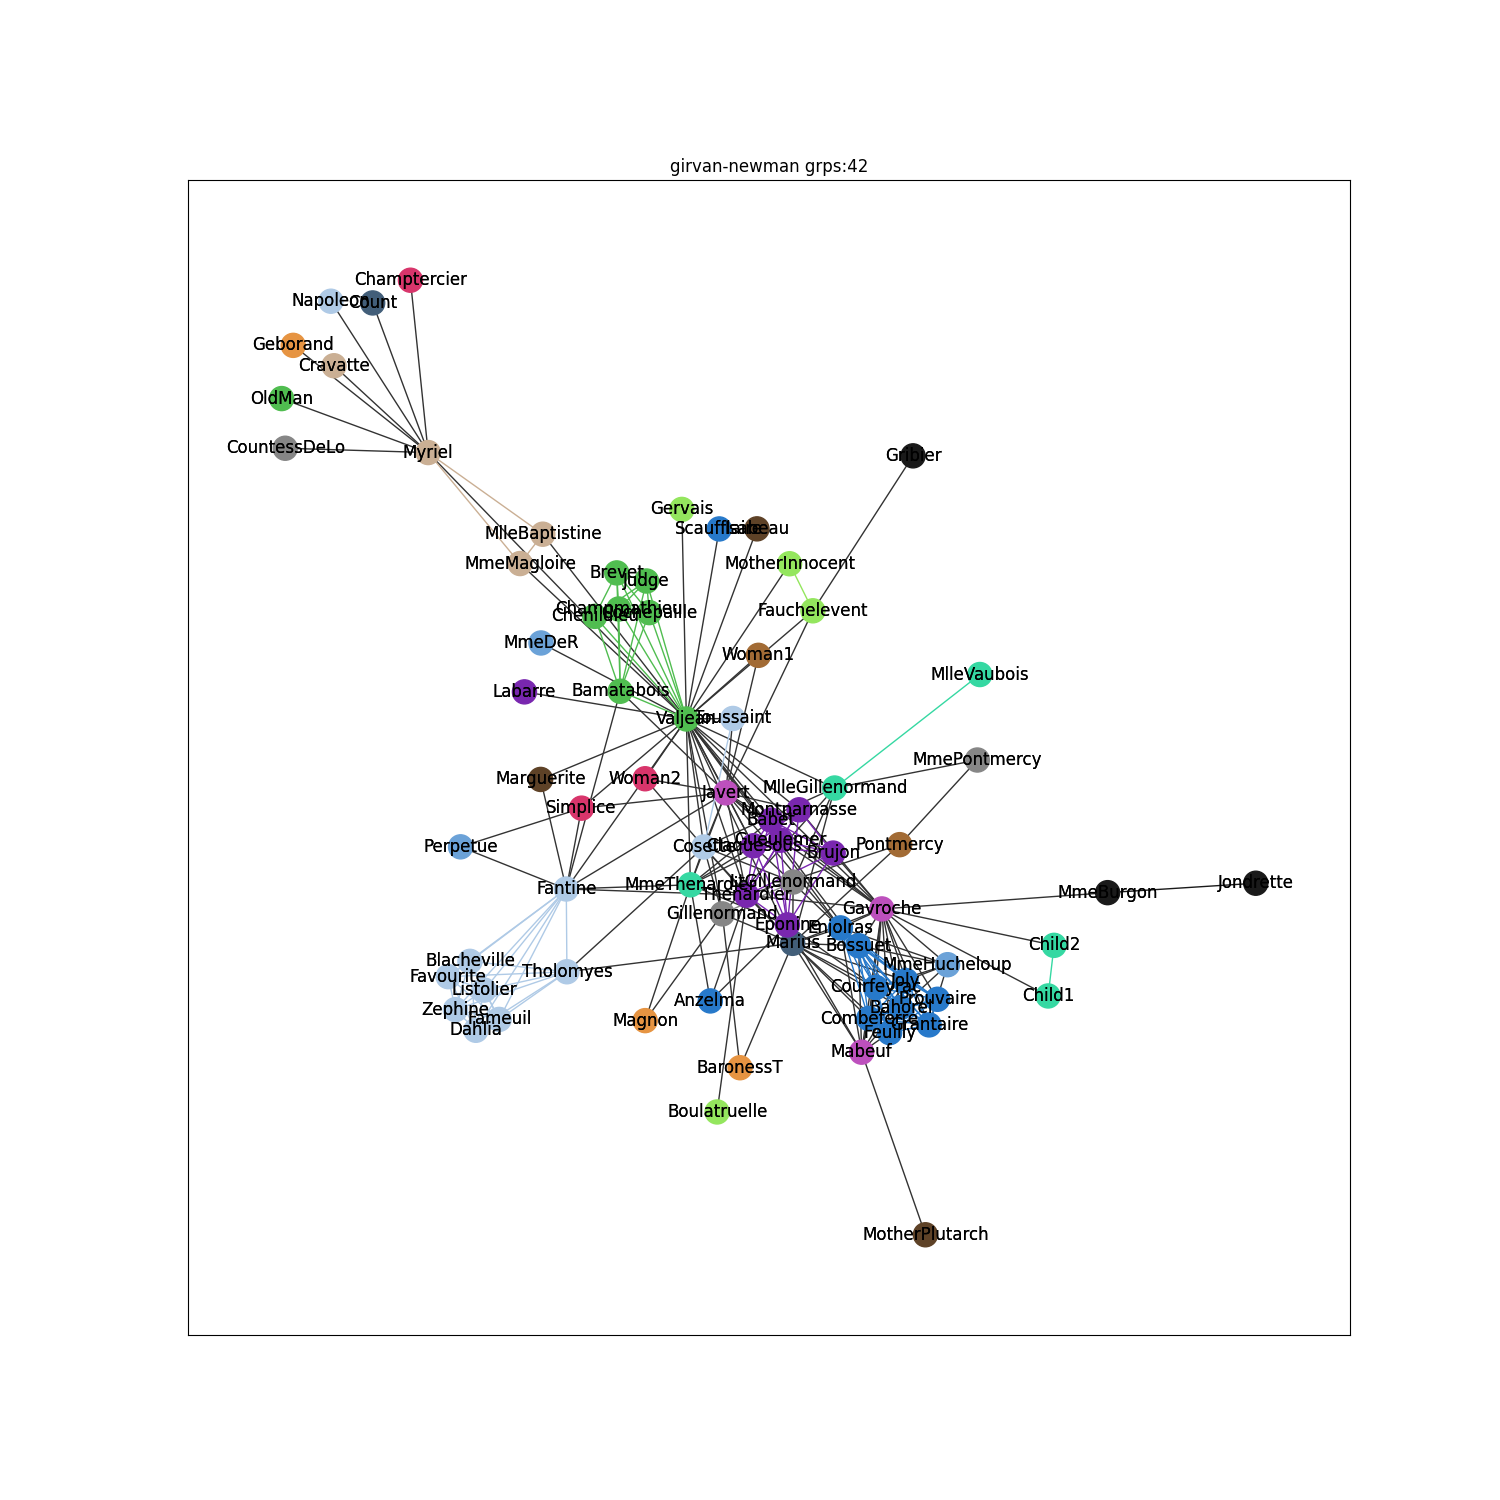 girvan-newman grps:42
Champtercier
Napoleon
Count
Geborand
Cravatte
OldMan
CountessDeLo
Myriel
Gribier
Gervais
Scaufflaire
Isabeau
MlleBaptistine
MmeMagloire
MotherInnocent
Brevet
Judge
Champmathieu
Chenildieu
Cochepaille
Fauchelevent
MmeDeR
Woman1
MlleVaubois
Labarre
Bamatabois
Valjean
Toussaint
MmePontmercy
Marguerite
Woman2
MlleGillenormand
Javert
Simplice
Montparnasse
Babet
Gueulemer
Perpetue
Cosette
Claquesous
Brujon
Pontmercy
Fantine
MmeThenardier
LtGillenormand
Thenardier
Jondrette
MmeBurgon
Gavroche
Gillenormand
Eponine
Enjolras
Marius
Bossuet
Child2
Blacheville
Favourite
Tholomyes
MmeHucheloup
Listolier
Joly
Courfeyrac
Child1
Zephine
Fameuil
Dahlia
Anzelma
Prouvaire
Bahorel
Magnon
Combeferre
Grantaire
Feuilly
Mabeuf
BaronessT
Boulatruelle
MotherPlutarch